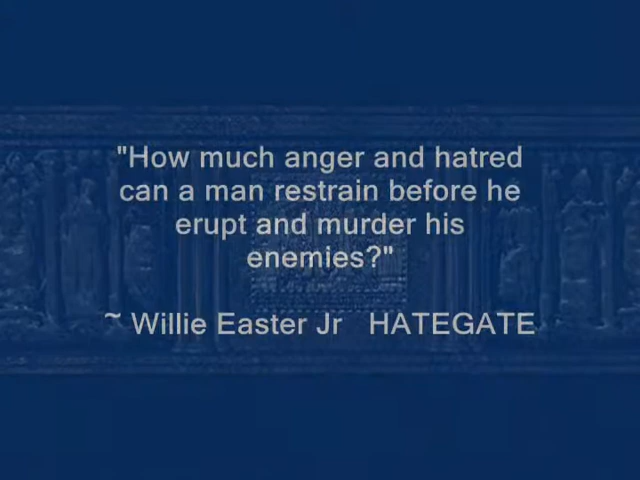 "How much anger and hatred
can a man restrain before he
erupt and murder his
enemies?"
~ Willie Easter Jr   HATEGATE